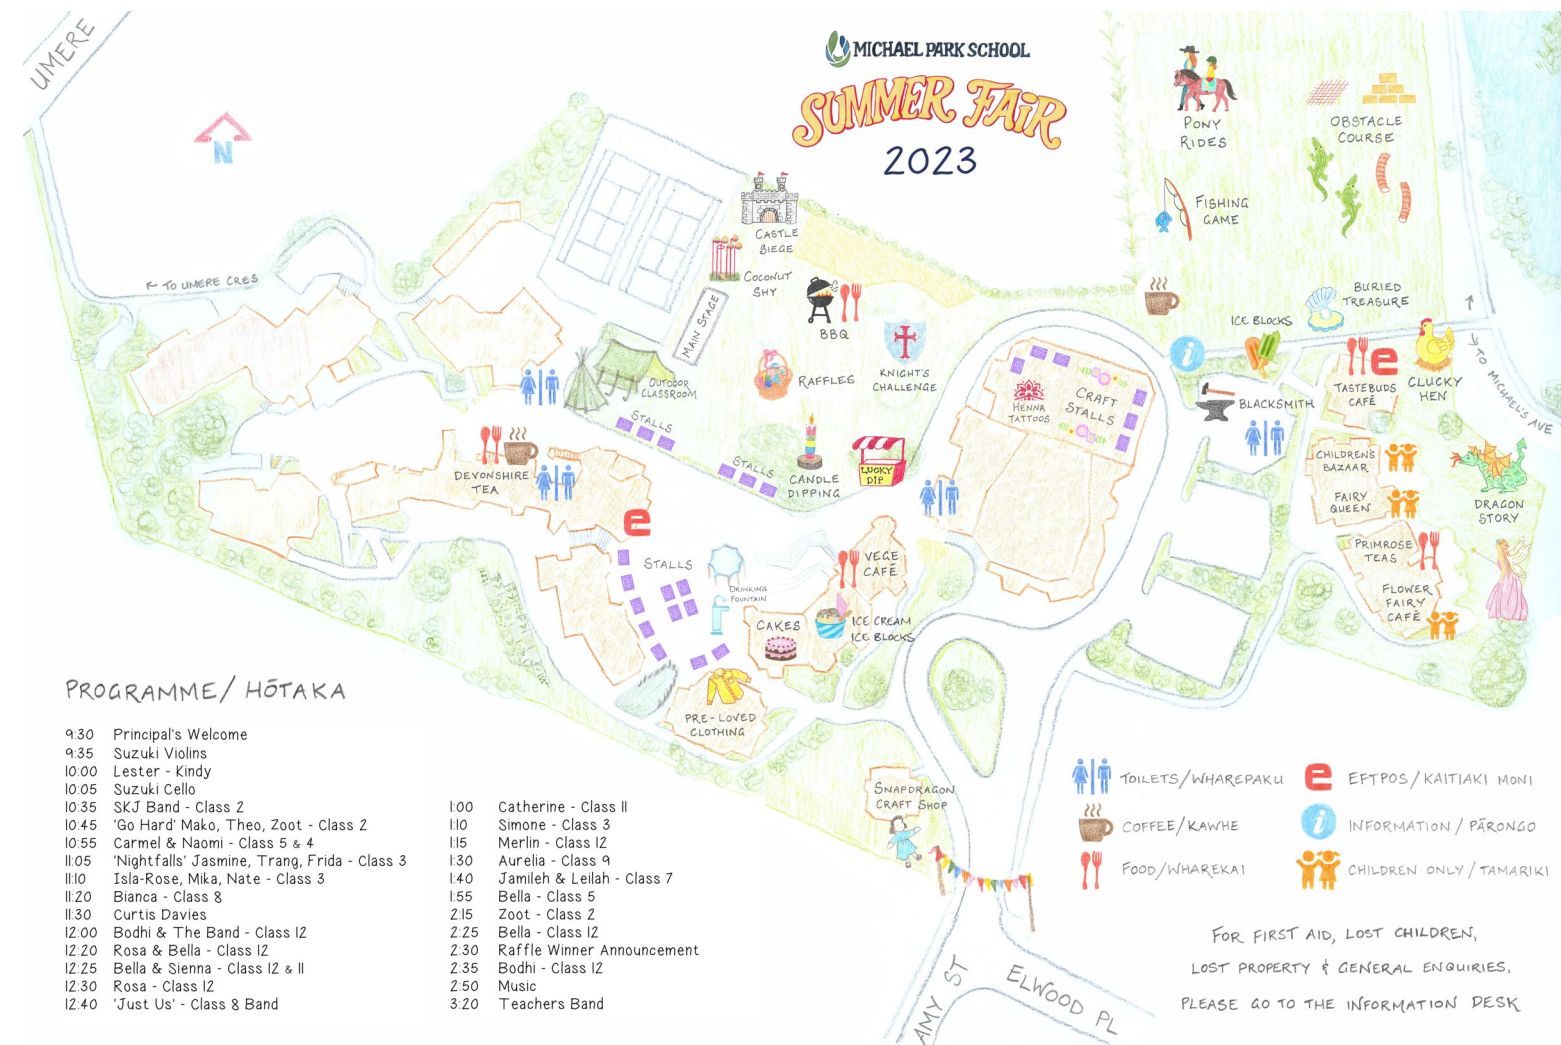 UMERE
N
MICHAEL PARK SCHOOL
SUMMER FAIR
2023
PONY
RIDES
OBSTACLE
COURSE
FISHING
GAME
CASTLE
SIEGE
COCONUT
SHY
← TO UMERE CRES
MAIN STAGE
BBQ
BURIED
TREASURE
ICE BLOCKS
i
→ TO MICHAEL'S AVE
RAFFLES
KNIGHT'S
CHALLENGE
OUTDOOR
CLASSROOM
STALLS
HENNA
TATTOOS
CRAFT
STALLS
BLACKSMITH
e
TASTEBUDS
CAFÉ
CLUCKY
HEN
DEVONSHIRE
TEA
STALLS
CANDLE
DIPPING
LUCKY
DIP
CHILDREN'S
BAZAAR
FAIRY
QUEEN
DRAGON
STORY
e
STALLS
DRINKING
FOUNTAIN
VEGE
CAFÉ
PRIMROSE
TEAS
FLOWER
FAIRY
CAFÉ
CAKES
ICE CREAM
ICE BLOCKS
PRE-LOVED
CLOTHING
SNAPDRAGON
CRAFT SHOP
AMY ST
ELWOOD PL
PROGRAMME/ HŌTAKA
9:30 Principal's Welcome
9:35 Suzuki Violins
10:00 Lester - Kindy
10:05 Suzuki Cello
10:35 SKJ Band - Class 2
10:45 'Go Hard' Mako, Theo, Zoot - Class 2
10:55 Carmel & Naomi - Class 5 & 4
11:05 'Nightfalls' Jasmine, Trang, Frida - Class 3
11:10 Isla-Rose, Mika, Nate - Class 3
11:20 Bianca - Class 8
11:30 Curtis Davies
12:00 Bodhi & The Band - Class 12
12:20 Rosa & Bella - Class 12
12:25 Bella & Sienna - Class 12 & 11
12:30 Rosa - Class 12
12:40 'Just Us' - Class 8 Band
1:00 Catherine - Class 11
1:10 Simone - Class 3
1:15 Merlin - Class 12
1:30 Aurelia - Class 9
1:40 Jamileh & Leilah - Class 7
1:55 Bella - Class 5
2:15 Zoot - Class 2
2:25 Bella - Class 12
2:30 Raffle Winner Announcement
2:35 Bodhi - Class 12
2:50 Music
3:20 Teachers Band
TOILETS/WHAREPAKU
e EFTPOS/KAITIAKI MONI
COFFEE/KAWHE
i INFORMATION/PĀRONGO
FOOD/WHAREKAI
CHILDREN ONLY/TAMARIKI
FOR FIRST AID, LOST CHILDREN,
LOST PROPERTY & GENERAL ENQUIRIES,
PLEASE GO TO THE INFORMATION DESK